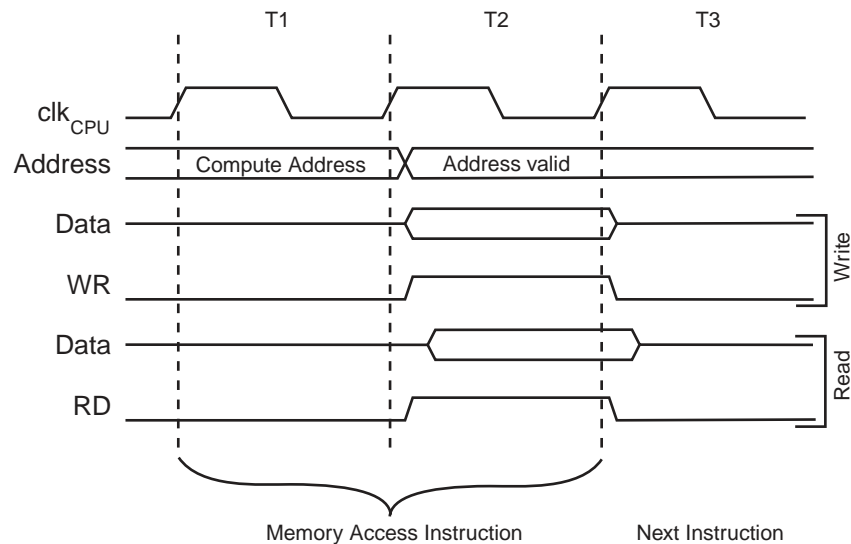 T1 T2 T3
clkCPU
Address Compute Address Address valid
Data
WR
Write
Data
RD
Read
Memory Access Instruction Next Instruction